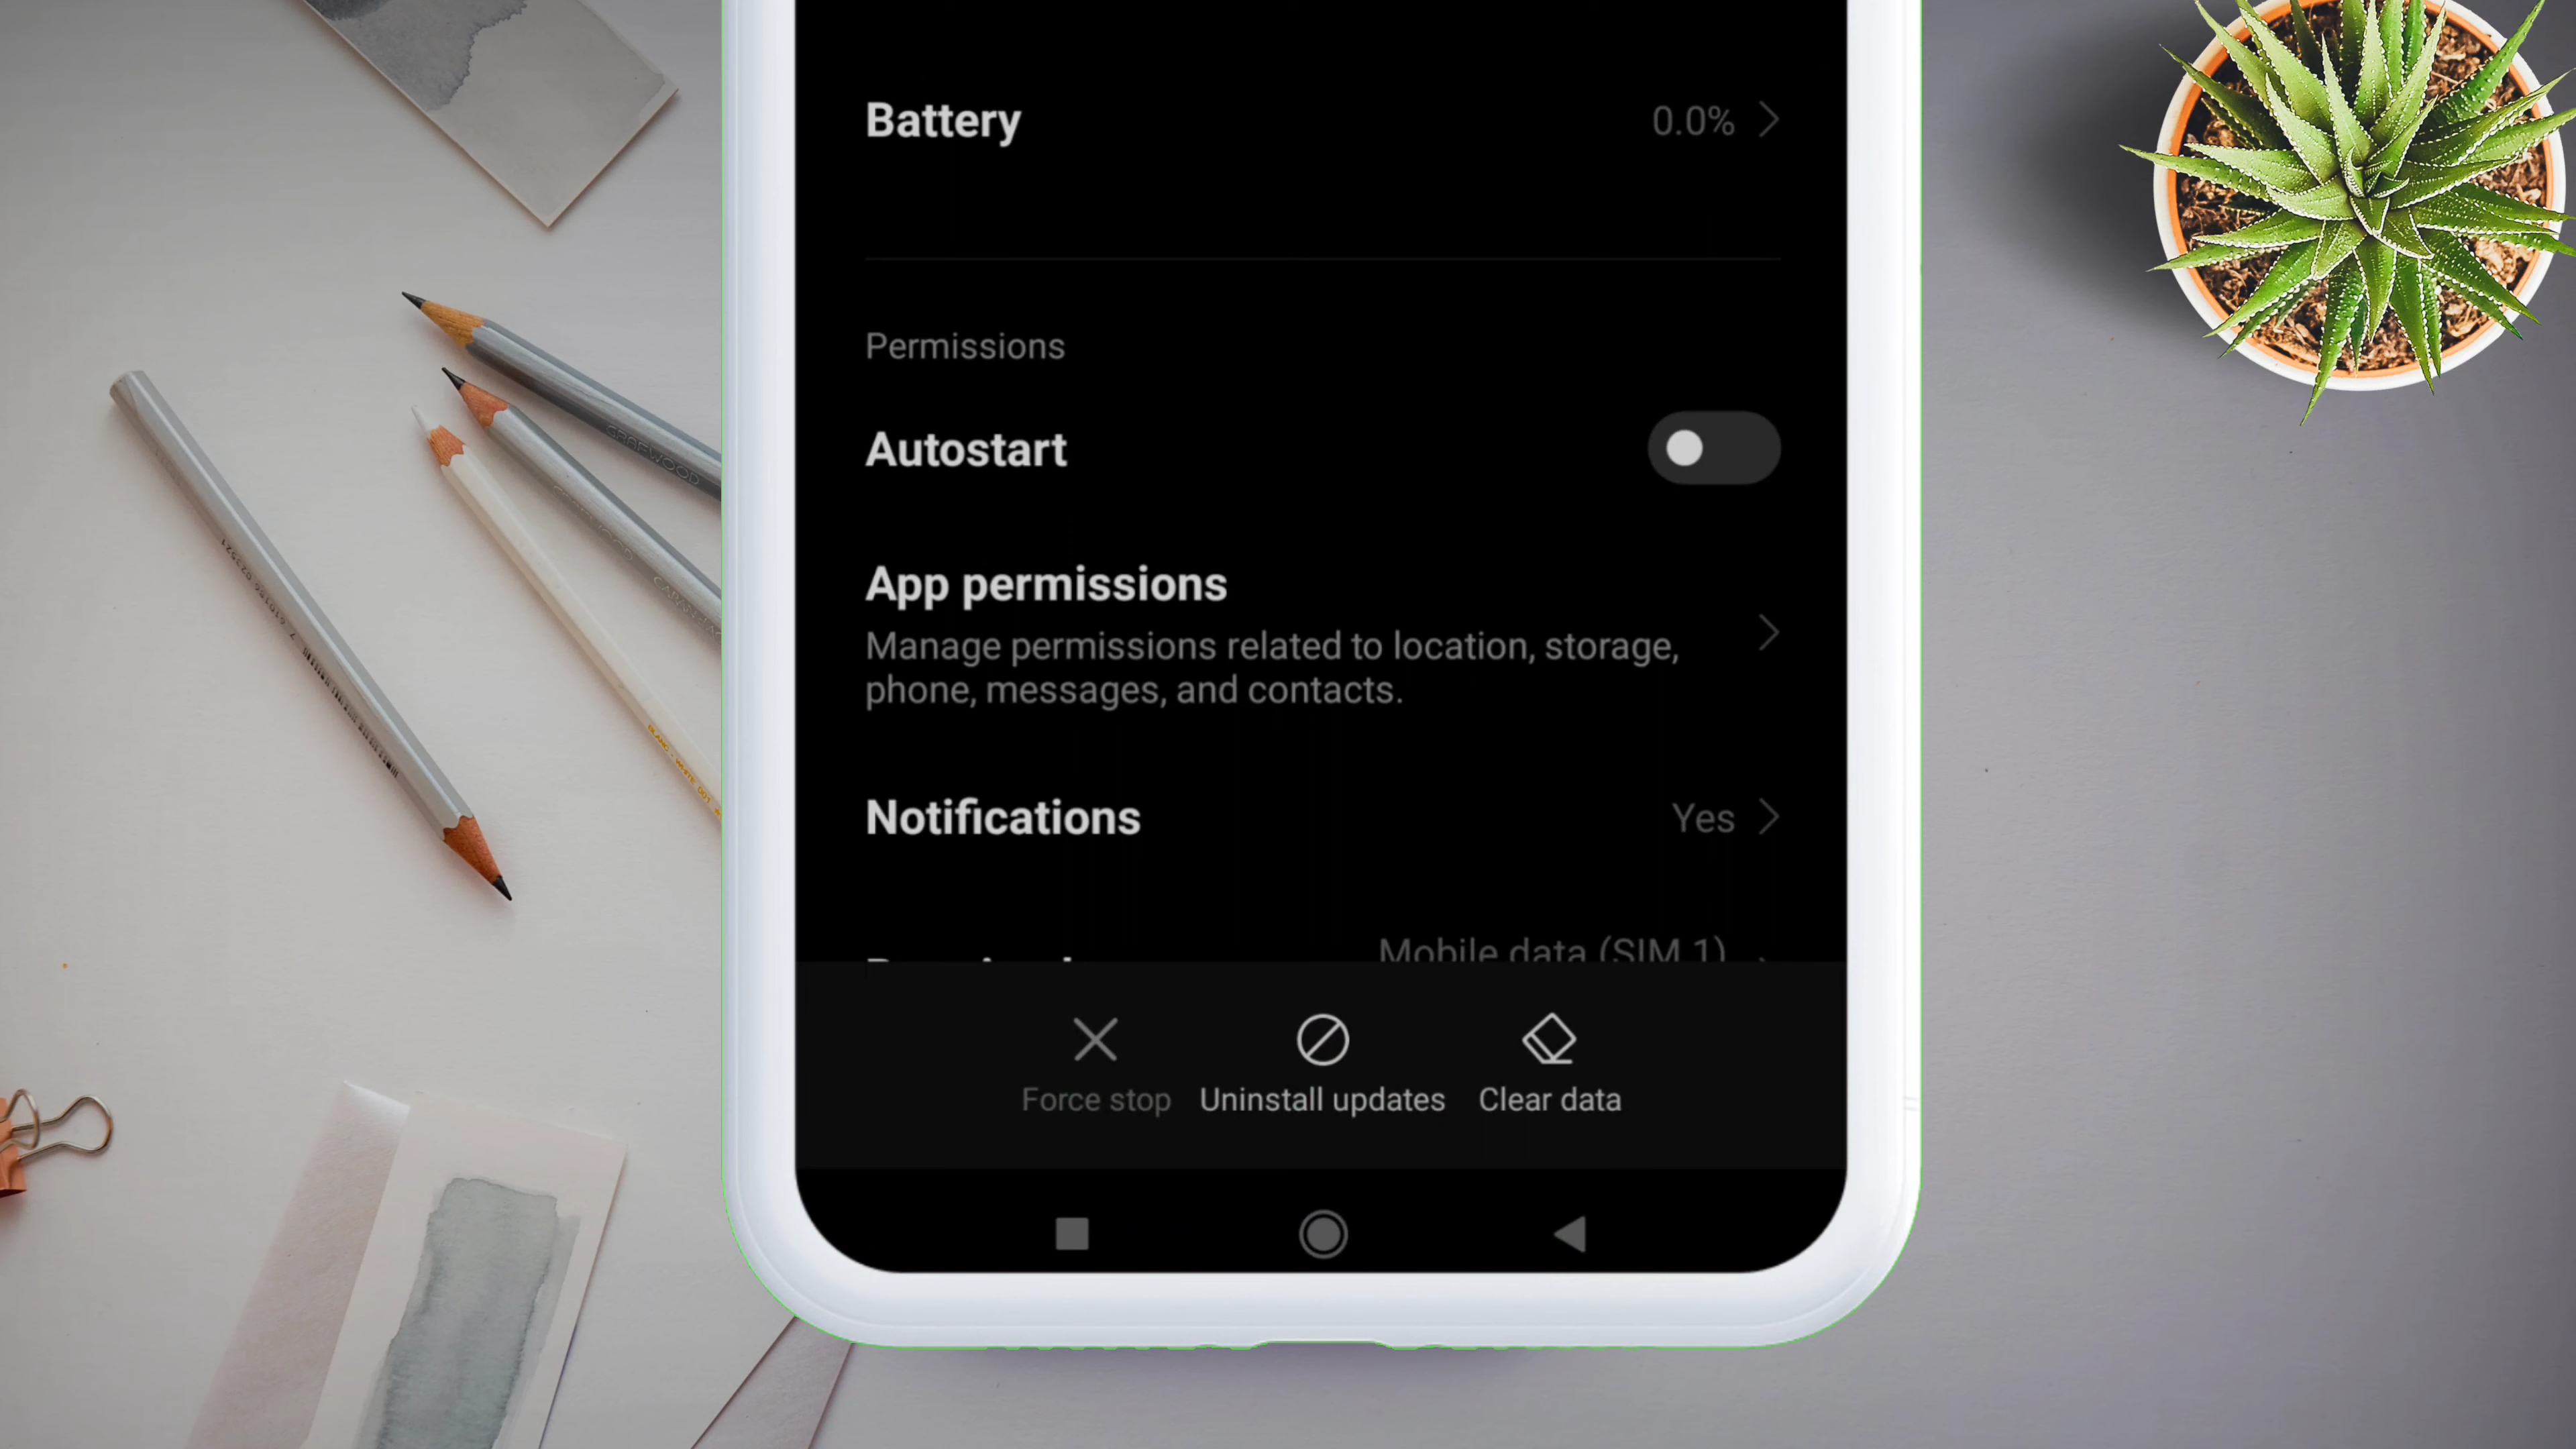 Battery
0.0%
Permissions
Autostart
App permissions
Manage permissions related to location, storage,
phone, messages, and contacts.
Notifications
Yes
Mobile data (SIM 1)
Force stop
Uninstall updates
Clear data
GRAFWOOD